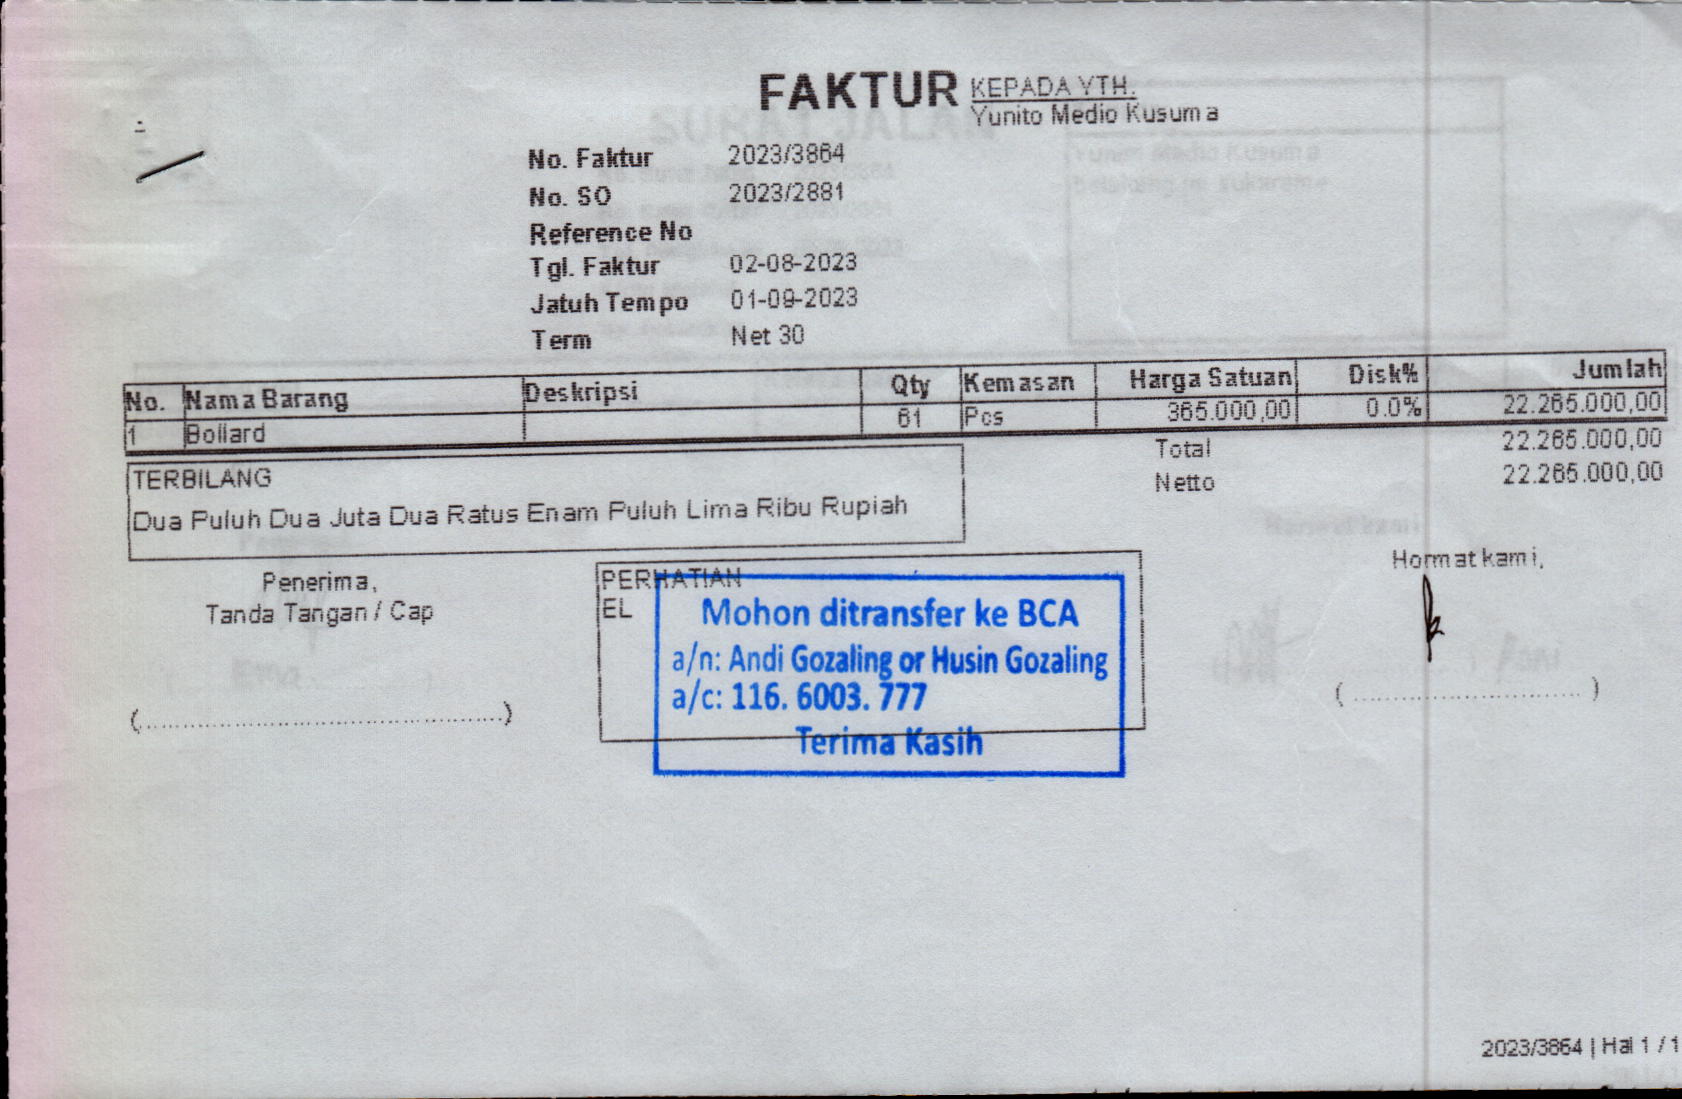 FAKTUR
KEPADA YTH.
Yunito Medio Kusuma
No. Faktur 2023/3864
No. SO 2023/2881
Reference No
Tgl. Faktur 02-08-2023
Jatuh Tempo 01-09-2023
Term Net 30
No. Nama Barang Deskripsi Qty Kemasan Harga Satuan Disk% Jumlah
1 Bollard 61 Pcs 365.000,00 0.0% 22.265.000,00
Total 22.265.000,00
Netto 22.265.000,00
TERBILANG
Dua Puluh Dua Juta Dua Ratus Enam Puluh Lima Ribu Rupiah
Penerima,
Tanda Tangan / Cap
(....................................................)
PERHATIAN
EL
Mohon ditransfer ke BCA
a/n: Andi Gozaling or Husin Gozaling
a/c: 116. 6003. 777
Terima Kasih
Hormat kami,
(..................................)
2023/3864 | Hal 1 / 1